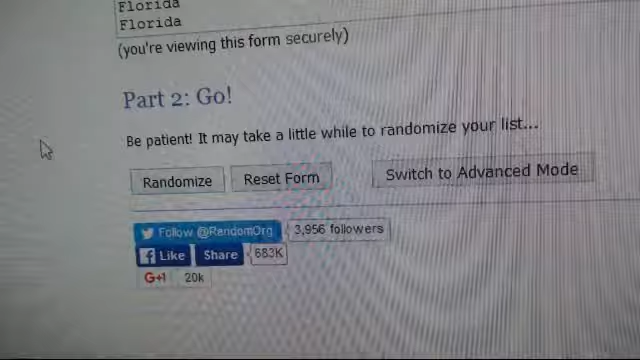 Florida
Florida
(you're viewing this form securely)
Part 2: Go!
Be patient! It may take a little while to randomize your list...
Randomize Reset Form Switch to Advanced Mode
Follow @RandomOrg 3,956 followers
f Like Share 683K
G+1 20k